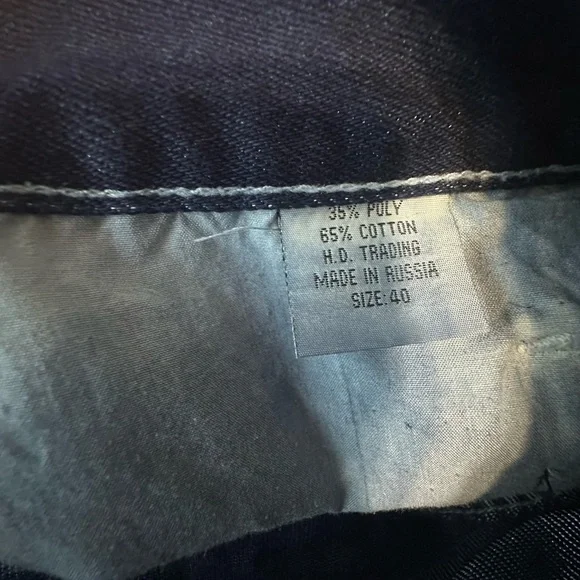 35% POLY
65% COTTON
H.D. TRADING
MADE IN RUSSIA
SIZE: 40